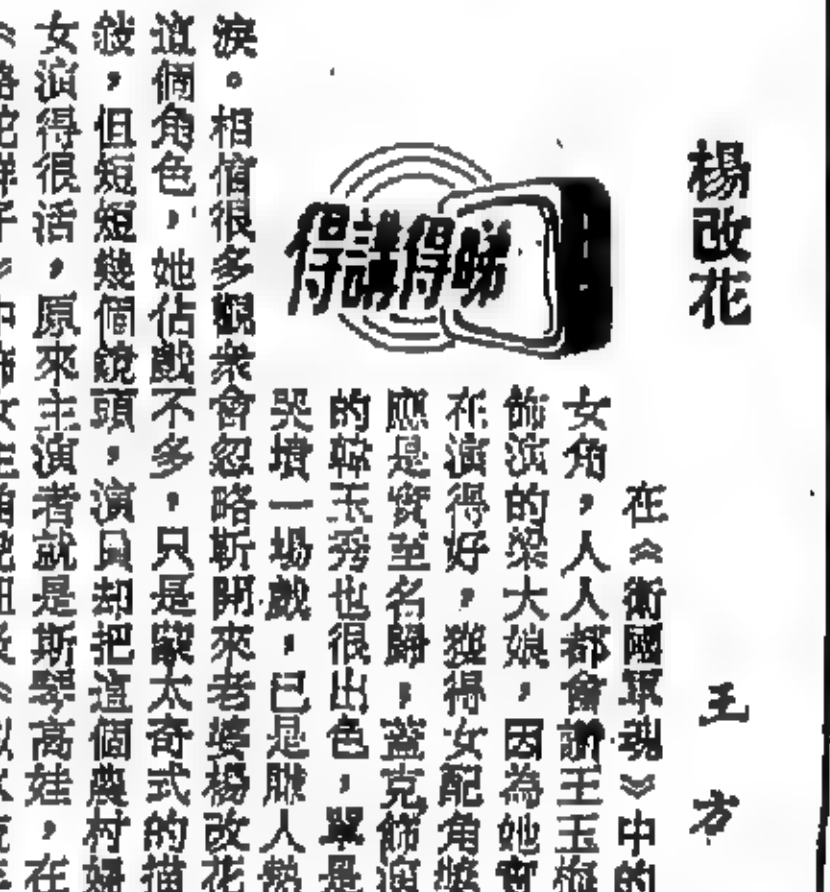 楊改花
王方
得講得睇
在《衛國軍魂》中的
女角,人人都會讚王玉梅
飾演的梁大娘,因為她實
在演得好,獲得女配角獎
應是實至名歸,蓋克飾演
的韓玉秀也很出色,單是
哭墳一場戲,已是賺人熱
淚。相信很多觀眾會忽略靳開來老婆楊改花
這個角色,她佔戲不多,只是蒙太奇式的描
敍,但短短幾個鏡頭,演員却把這個農村婦
女演得很活,原來主演者就是斯琴高娃,在